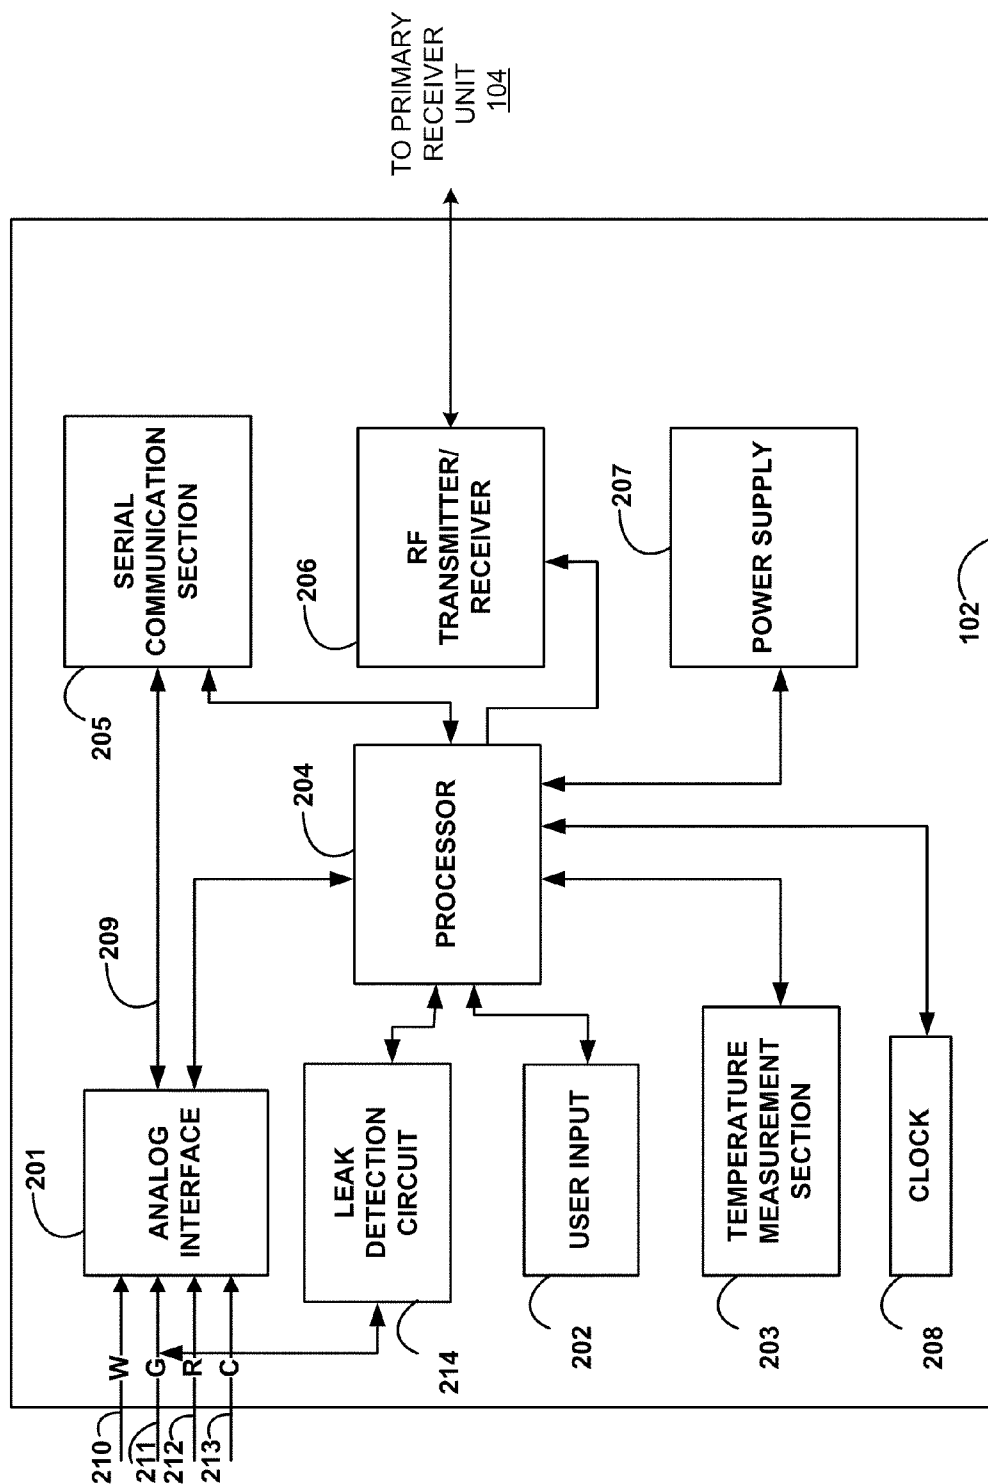 210
W
211
G
212
R
213
C
201
ANALOG
INTERFACE
209
205
SERIAL
COMMUNICATION
SECTION
214
LEAK
DETECTION
CIRCUIT
204
PROCESSOR
206
RF
TRANSMITTER/
RECEIVER
TO PRIMARY
RECEIVER
UNIT
104
202
USER INPUT
207
POWER SUPPLY
203
TEMPERATURE
MEASUREMENT
SECTION
208
CLOCK
102